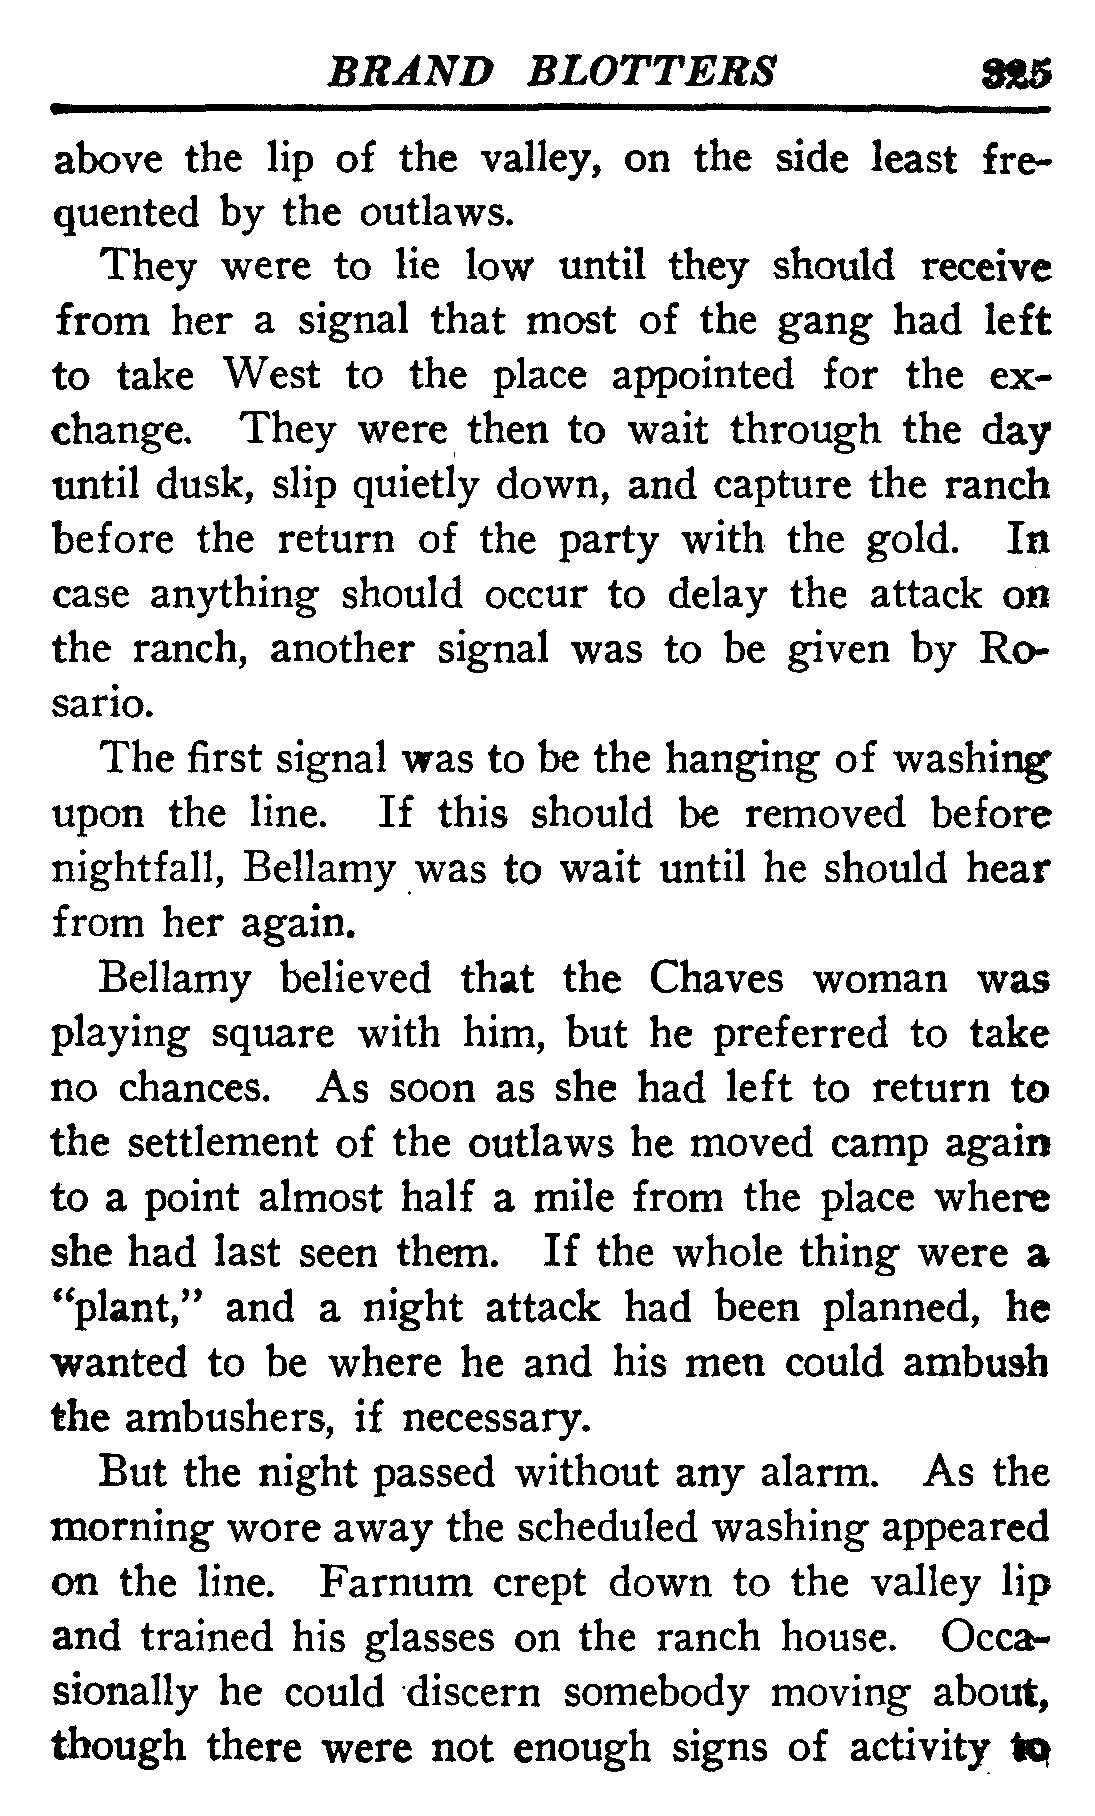 BRAND BLOTTERS 325
above the lip of the valley, on the side least fre-
quented by the outlaws.
They were to lie low until they should receive
from her a signal that most of the gang had left
to take West to the place appointed for the ex-
change. They were then to wait through the day
until dusk, slip quietly down, and capture the ranch
before the return of the party with the gold. In
case anything should occur to delay the attack on
the ranch, another signal was to be given by Ro-
sario.
The first signal was to be the hanging of washing
upon the line. If this should be removed before
nightfall, Bellamy was to wait until he should hear
from her again.
Bellamy believed that the Chaves woman was
playing square with him, but he preferred to take
no chances. As soon as she had left to return to
the settlement of the outlaws he moved camp again
to a point almost half a mile from the place where
she had last seen them. If the whole thing were a
“plant,” and a night attack had been planned, he
wanted to be where he and his men could ambush
the ambushers, if necessary.
But the night passed without any alarm. As the
morning wore away the scheduled washing appeared
on the line. Farnum crept down to the valley lip
and trained his glasses on the ranch house. Occa-
sionally he could discern somebody moving about,
though there were not enough signs of activity to